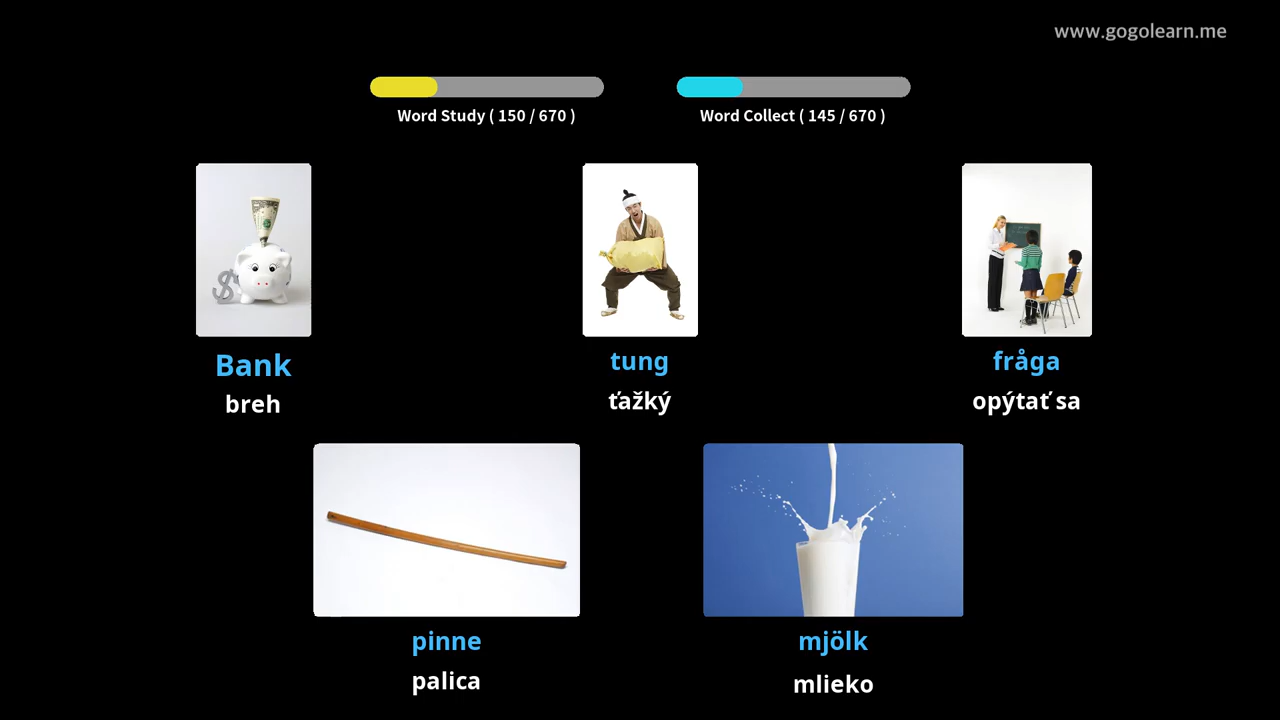 www.gogolearn.me
Word Study ( 150 / 670 )
Word Collect ( 145 / 670 )
Bank
breh
tung
ťažký
fråga
opýtať sa
pinne
palica
mjölk
mlieko